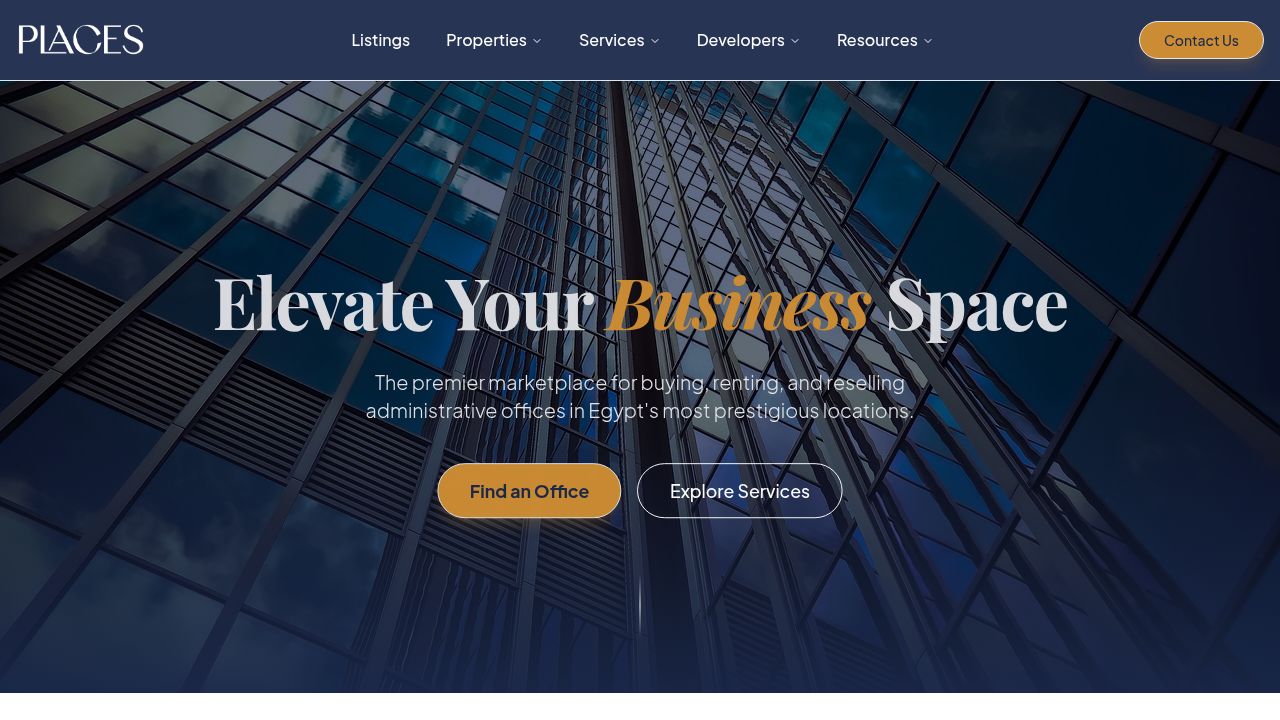 PLACES
Listings
Properties
Services
Developers
Resources
Contact Us
Elevate Your Business Space
The premier marketplace for buying, renting, and reselling
administrative offices in Egypt's most prestigious locations.
Find an Office
Explore Services